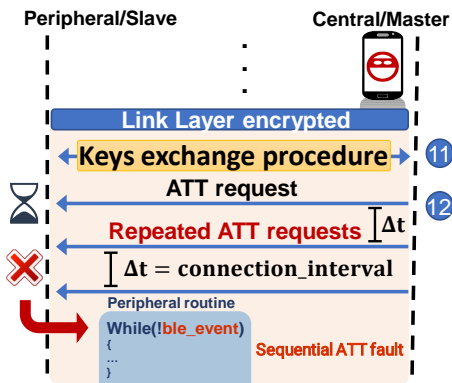 Peripheral/Slave
Central/Master
Link Layer encrypted
Keys exchange procedure
11
ATT request
12
Repeated ATT requests
Δt
Δt = connection_interval
Peripheral routine
While(!ble_event)
{
...
}
Sequential ATT fault